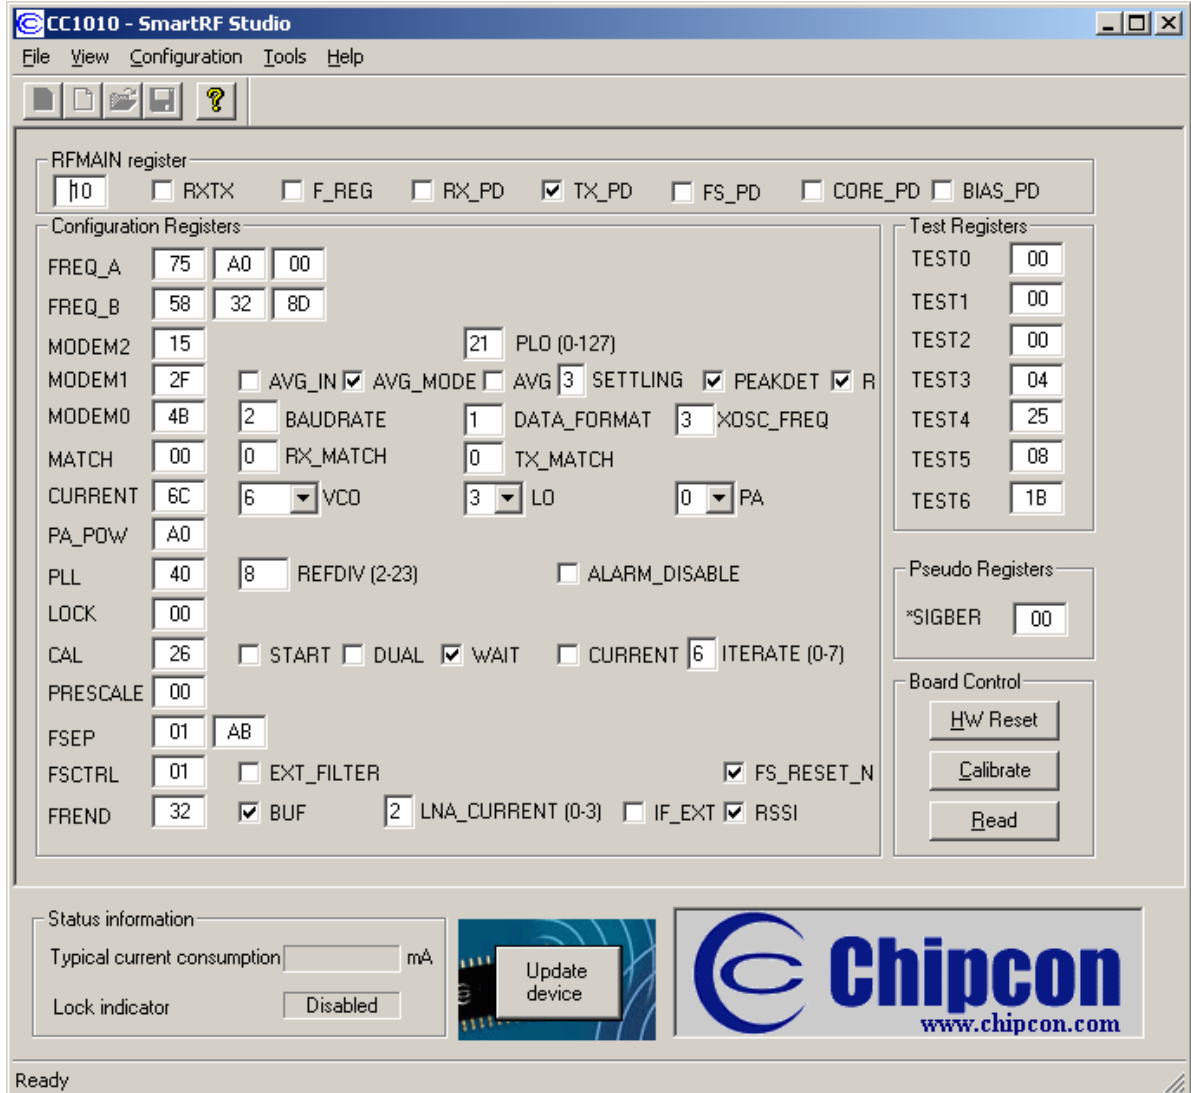 CC1010 - SmartRF Studio
File View Configuration Tools Help
RFMAIN register
10 RXTX F_REG RX_PD TX_PD FS_PD CORE_PD BIAS_PD
Configuration Registers
FREQ_A 75 A0 00
FREQ_B 58 32 8D
MODEM2 15 21 PLO (0-127)
MODEM1 2F AVG_IN AVG_MODE AVG 3 SETTLING PEAKDET R
MODEM0 4B 2 BAUDRATE 1 DATA_FORMAT 3 XOSC_FREQ
MATCH 00 0 RX_MATCH 0 TX_MATCH
CURRENT 6C 6 VCO 3 LO 0 PA
PA_POW A0
PLL 40 8 REFDIV (2-23) ALARM_DISABLE
LOCK 00
CAL 26 START DUAL WAIT CURRENT 6 ITERATE (0-7)
PRESCALE 00
FSEP 01 AB
FSCTRL 01 EXT_FILTER FS_RESET_N
FREND 32 BUF 2 LNA_CURRENT (0-3) IF_EXT RSSI
Test Registers
TEST0 00
TEST1 00
TEST2 00
TEST3 04
TEST4 25
TEST5 08
TEST6 1B
Pseudo Registers
*SIGBER 00
Board Control
HW Reset
Calibrate
Read
Status information
Typical current consumption mA
Lock indicator Disabled
Update
device
Chipcon
www.chipcon.com
Ready